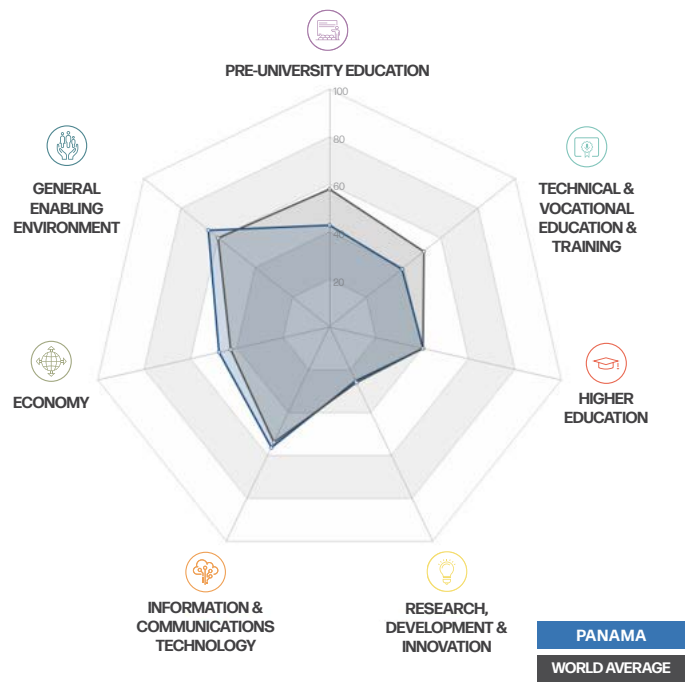 PRE-UNIVERSITY EDUCATION
100
80
60
40
20
GENERAL
ENABLING
ENVIRONMENT
TECHNICAL &
VOCATIONAL
EDUCATION &
TRAINING
ECONOMY
HIGHER
EDUCATION
INFORMATION &
COMMUNICATIONS
TECHNOLOGY
RESEARCH,
DEVELOPMENT &
INNOVATION
PANAMA
WORLD AVERAGE